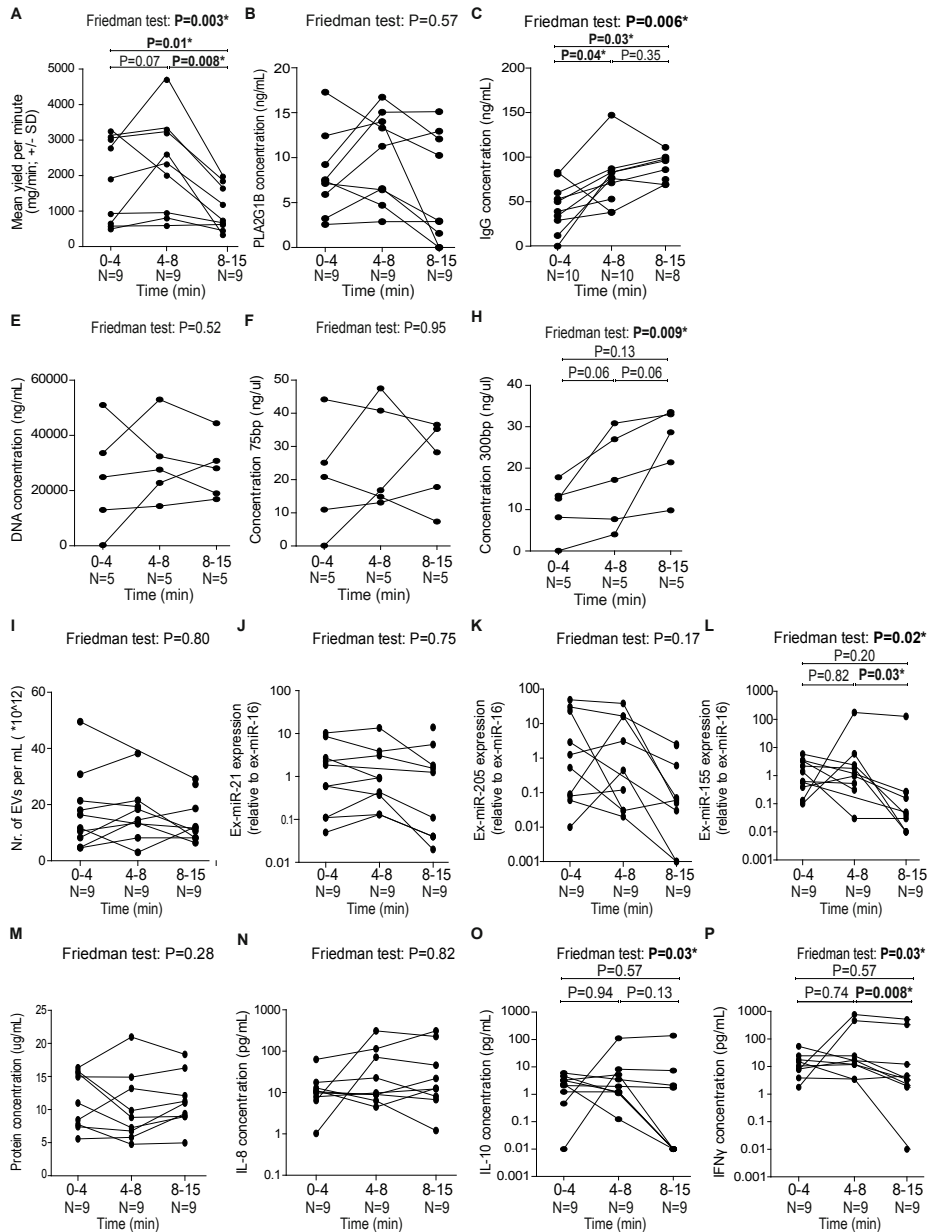 A
Friedman test: P=0.003*
P=0.01*
P=0.07 P=0.008*
Mean yield per minute
(mg/min; +/- SD)
5000
4000
3000
2000
1000
0
0-4 4-8 8-15
N=9 N=9 N=9
Time (min)
B
Friedman test: P=0.57
PLA2G1B concentration (ng/mL)
20
15
10
5
0
0-4 4-8 8-15
N=9 N=9 N=9
Time (min)
C
Friedman test: P=0.006*
P=0.03*
P=0.04* P=0.35
IgG concentration (ng/mL)
200
150
100
50
0
0-4 4-8 8-15
N=10 N=10 N=8
Time (min)
E
Friedman test: P=0.52
DNA concentration (ng/mL)
60000
40000
20000
0
0-4 4-8 8-15
N=5 N=5 N=5
Time (min)
F
Friedman test: P=0.95
Concentration 75bp (ng/ul)
50
40
30
20
10
0
0-4 4-8 8-15
N=5 N=5 N=5
Time (min)
H
Friedman test: P=0.009*
P=0.13
P=0.06 P=0.06
Concentration 300bp (ng/ul)
40
30
20
10
0
0-4 4-8 8-15
N=5 N=5 N=5
Time (min)
I
Friedman test: P=0.80
Nr. of EVs per mL ( *10^12)
60
40
20
0
0-4 4-8 8-15
N=9 N=9 N=9
Time (min)
J
Friedman test: P=0.75
Ex-miR-21 expression
(relative to ex-miR-16)
100
10
1
0.1
0.01
0-4 4-8 8-15
N=9 N=9 N=9
Time (min)
K
Friedman test: P=0.17
Ex-miR-205 expression
(relative to ex-miR-16)
100
10
1
0.1
0.01
0.001
0-4 4-8 8-15
N=9 N=9 N=9
Time (min)
L
Friedman test: P=0.02*
P=0.20
P=0.82 P=0.03*
Ex-miR-155 expression
(relative to ex-miR-16)
1000
100
10
1
0.1
0.01
0.001
0-4 4-8 8-15
N=9 N=9 N=9
Time (min)
M
Friedman test: P=0.28
Protein concentration (ug/mL)
25
20
15
10
5
0
0-4 4-8 8-15
N=9 N=9 N=9
Time (min)
N
Friedman test: P=0.82
IL-8 concentration (pg/mL)
1000
100
10
1
0.1
0-4 4-8 8-15
N=9 N=9 N=9
Time (min)
O
Friedman test: P=0.03*
P=0.57
P=0.94 P=0.13
IL-10 concentration (pg/mL)
1000
100
10
1
0.1
0.01
0.001
0-4 4-8 8-15
N=9 N=9 N=9
Time (min)
P
Friedman test: P=0.03*
P=0.57
P=0.74 P=0.008*
IFNγ concentration (pg/mL)
1000
100
10
1
0.1
0.01
0.001
0-4 4-8 8-15
N=9 N=9 N=9
Time (min)